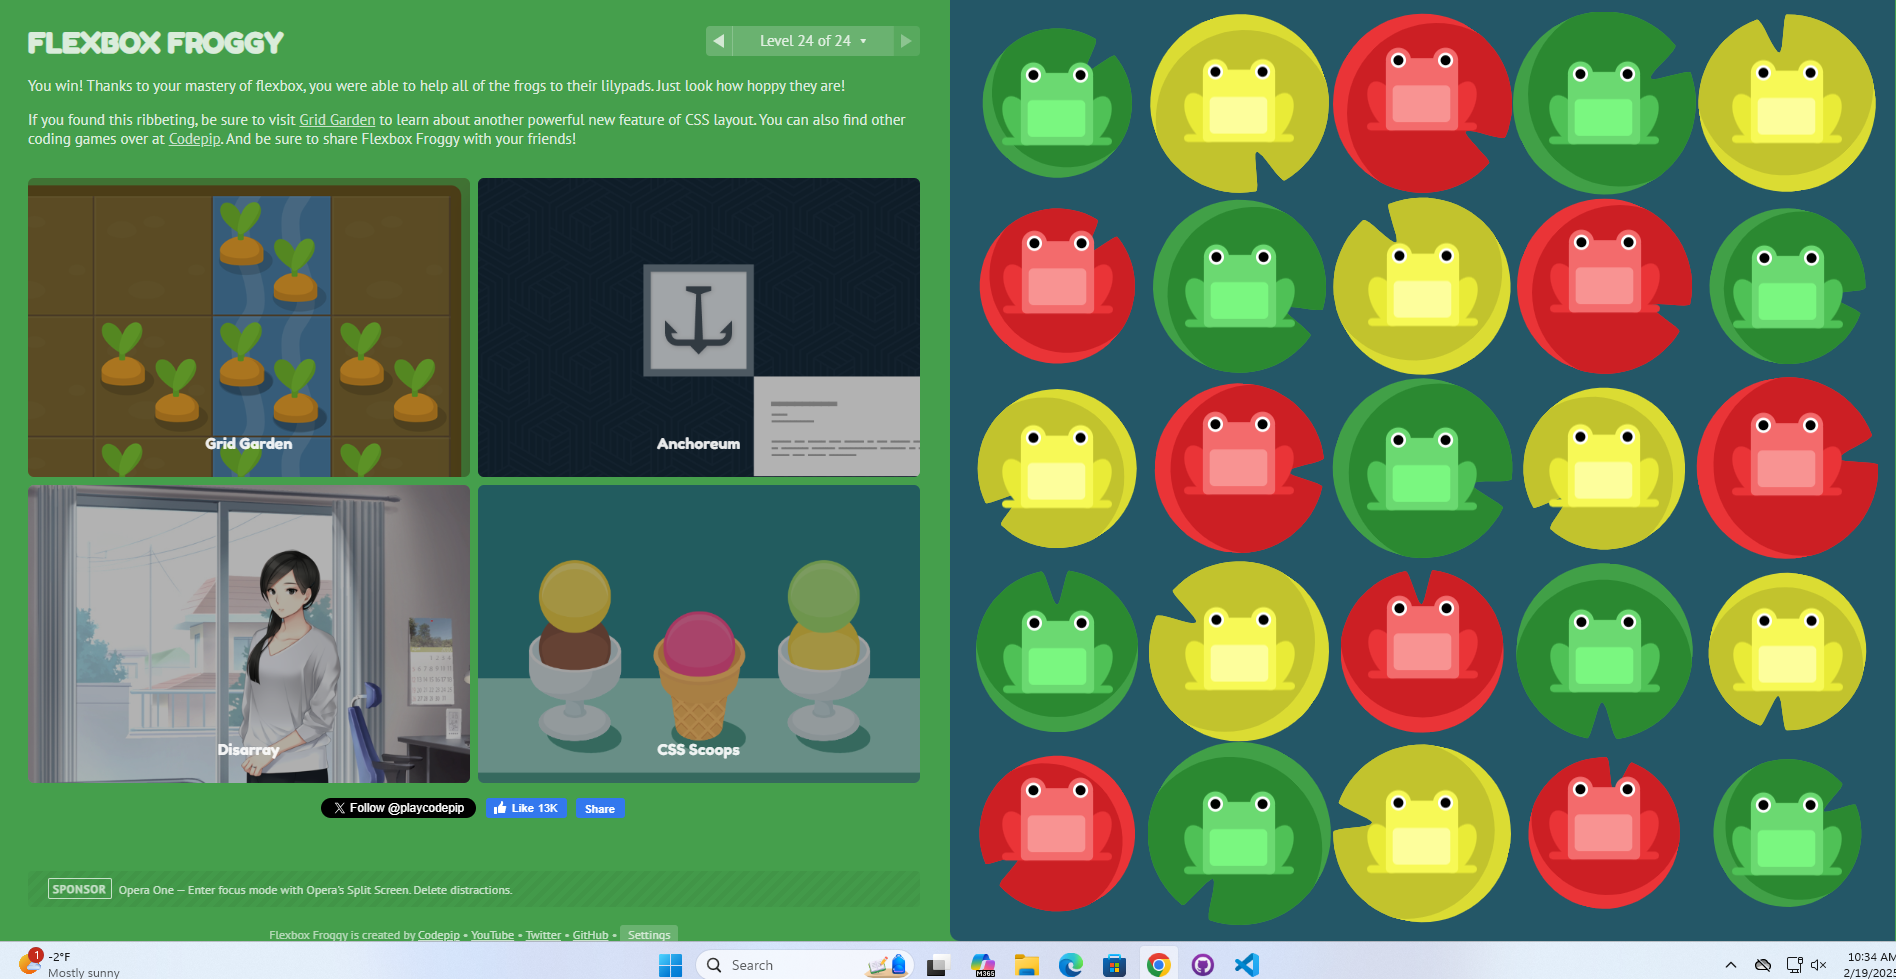 FLEXBOX FROGGY
Level 24 of 24
You win! Thanks to your mastery of flexbox, you were able to help all of the frogs to their lilypads. Just look how hoppy they are!
If you found this ribbeting, be sure to visit Grid Garden to learn about another powerful new feature of CSS layout. You can also find other
coding games over at Codepip. And be sure to share Flexbox Froggy with your friends!
Grid Garden
Anchoreum
Disarray
CSS Scoops
Follow @playcodepip
Like 13K
Share
SPONSOR Opera One — Enter focus mode with Opera's Split Screen. Delete distractions.
Flexbox Froggy is created by Codepip • YouTube • Twitter • GitHub • Settings
1
-2°F
Mostly sunny
Search
M365
10:34 AM
2/19/2025